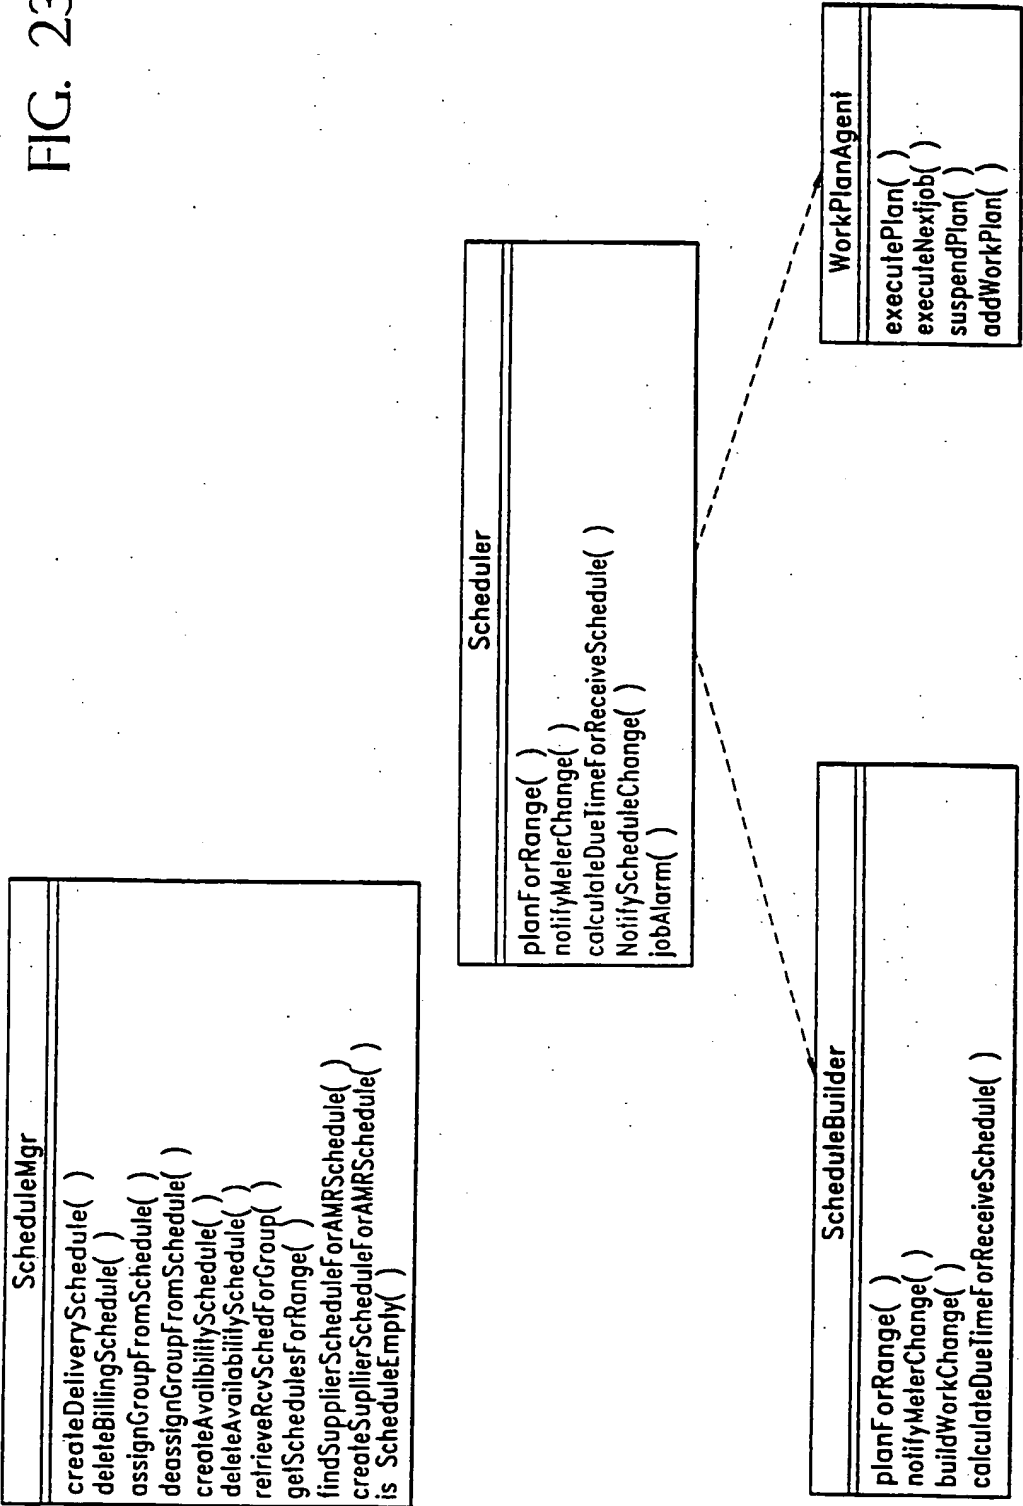 FIG. 23
ScheduleMgr
createDeliverySchedule( )
deleteBillingSchedule( )
assignGroupFromSchedule( )
deassignGroupFromSchedule( )
createAvailbilitySchedule( )
deleteAvailabilitySchedule( )
retrieveRcvSchedForGroup( )
getSchedulesForRange( )
findSupplierScheduleForAMRSchedule( )
createSupllierScheduleForAMRSchedule( )
is ScheduleEmpty( )
Scheduler
planForRange( )
notifyMeterChange( )
calculateDueTimeForReceiveSchedule( )
NotifyScheduleChange( )
jobAlarm( )
ScheduleBuilder
planForRange( )
notifyMeterChange( )
buildWorkChange( )
calculateDueTimeForReceiveSchedule( )
WorkPlanAgent
executePlan( )
executeNextjob( )
suspendPlan( )
addWorkPlan( )